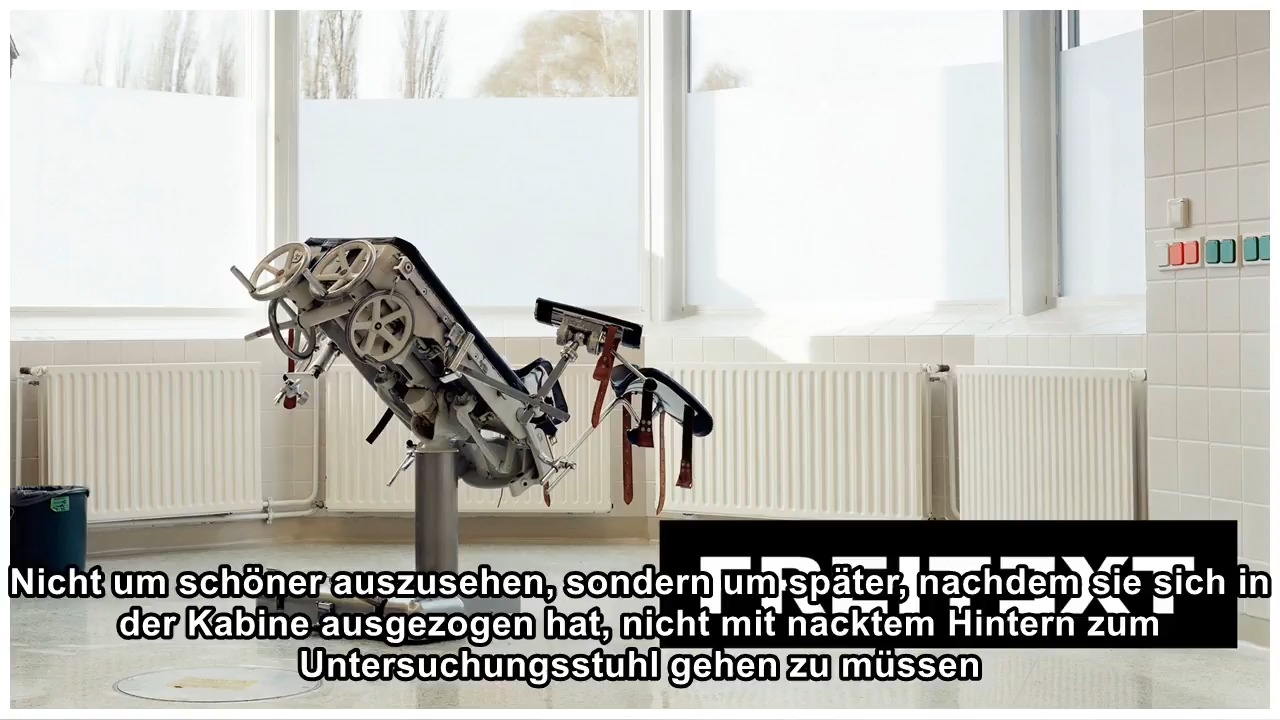 FREITEXT
Nicht um schöner auszusehen, sondern um später, nachdem sie sich in
der Kabine ausgezogen hat, nicht mit nacktem Hintern zum
Untersuchungsstuhl gehen zu müssen